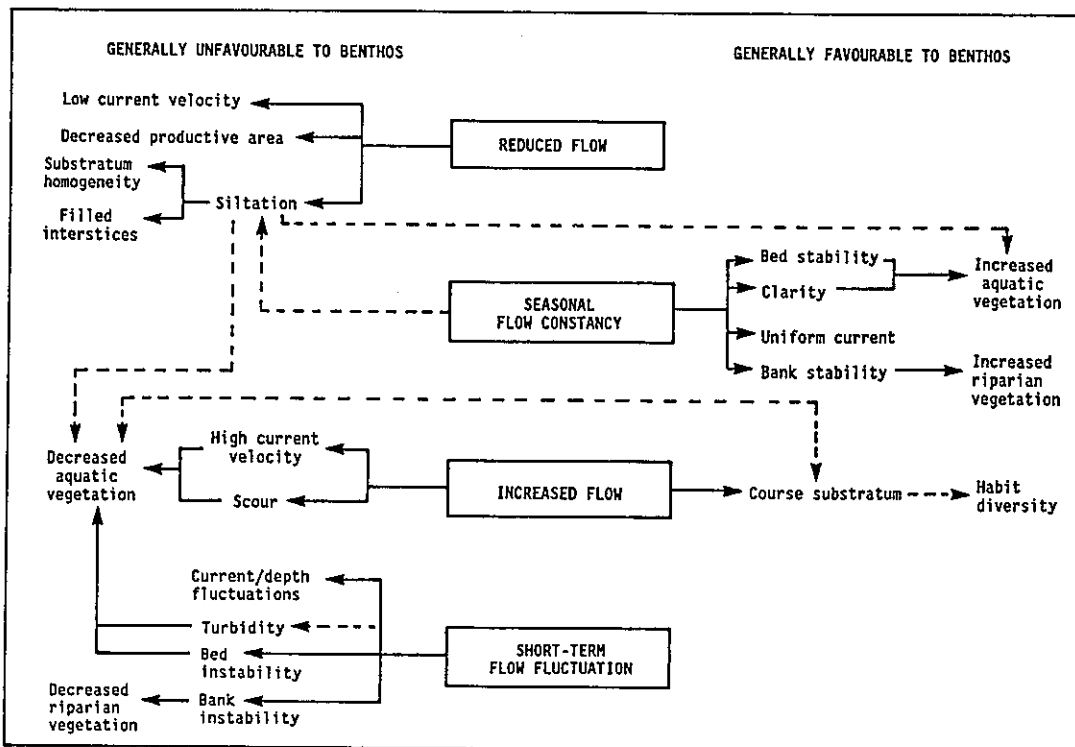 GENERALLY UNFAVOURABLE TO BENTHOS
GENERALLY FAVOURABLE TO BENTHOS
Low current velocity
Decreased productive area
REDUCED FLOW
Substratum
homogeneity
Siltation
Filled
interstices
Bed stability
Clarity
Increased
aquatic
vegetation
SEASONAL
FLOW CONSTANCY
Uniform current
Bank stability
Increased
riparian
vegetation
Decreased
aquatic
vegetation
High current
velocity
Scour
INCREASED FLOW
Course substratum
Habit
diversity
Current/depth
fluctuations
Turbidity
Bed
instability
SHORT-TERM
FLOW FLUCTUATION
Decreased
riparian
vegetation
Bank
instability